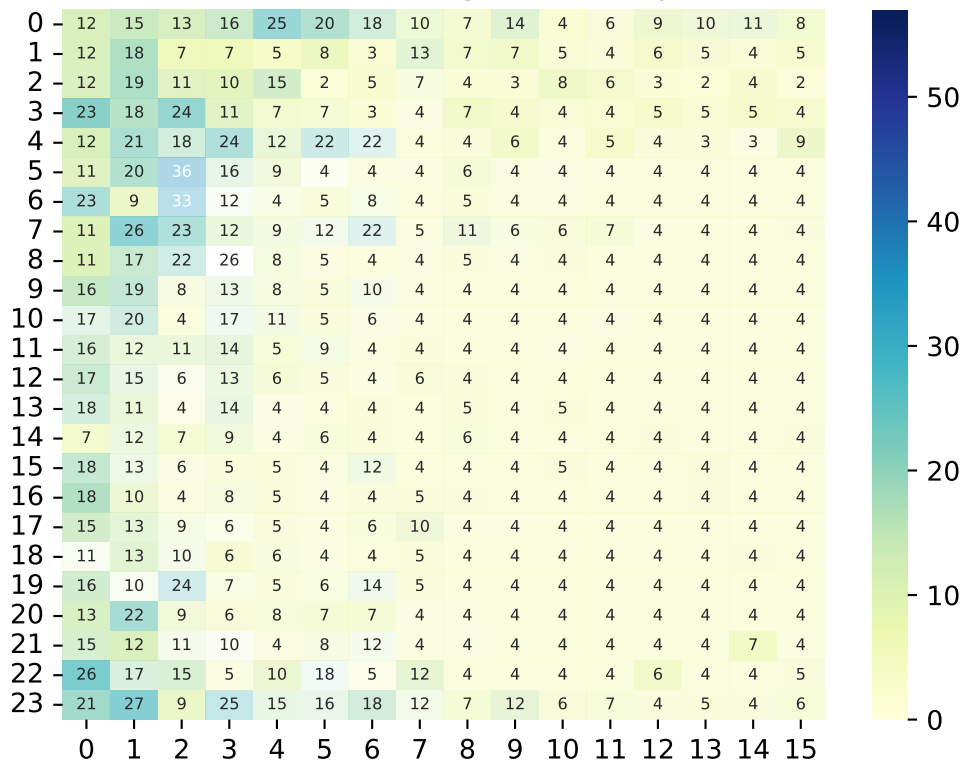 0 12 15 13 16 25 20 18 10 7 14 4 6 9 10 11 8
1 12 18 7 7 5 8 3 13 7 7 5 4 6 5 4 5
2 12 19 11 10 15 2 5 7 4 3 8 6 3 2 4 2
50
3 23 18 24 11 7 7 3 4 7 4 4 4 5 5 5 4
4 12 21 18 24 12 22 22 4 4 6 4 5 4 3 3 9
5 11 20 36 16 9 4 4 4 6 4 4 4 4 4 4 4
6 23 9 33 12 4 5 8 4 5 4 4 4 4 4 4 4
40
7 11 26 23 12 9 12 22 5 11 6 6 7 4 4 4 4
8 11 17 22 26 8 5 4 4 5 4 4 4 4 4 4 4
9 16 19 8 13 8 5 10 4 4 4 4 4 4 4 4 4
10 17 20 4 17 11 5 6 4 4 4 4 4 4 4 4 4
11 16 12 11 14 5 9 4 4 4 4 4 4 4 4 4 4
30
12 17 15 6 13 6 5 4 6 4 4 4 4 4 4 4 4
13 18 11 4 14 4 4 4 4 5 4 5 4 4 4 4 4
14 7 12 7 9 4 6 4 4 6 4 4 4 4 4 4 4
15 18 13 6 5 5 4 12 4 4 4 5 4 4 4 4 4
20
16 18 10 4 8 5 4 4 5 4 4 4 4 4 4 4 4
17 15 13 9 6 5 4 6 10 4 4 4 4 4 4 4 4
18 11 13 10 6 6 4 4 5 4 4 4 4 4 4 4 4
19 16 10 24 7 5 6 14 5 4 4 4 4 4 4 4 4
10
20 13 22 9 6 8 7 7 4 4 4 4 4 4 4 4 4
21 15 12 11 10 4 8 12 4 4 4 4 4 4 4 7 4
22 26 17 15 5 10 18 5 12 4 4 4 4 6 4 4 5
23 21 27 9 25 15 16 18 12 7 12 6 7 4 5 4 6
0
0 1 2 3 4 5 6 7 8 9 10 11 12 13 14 15